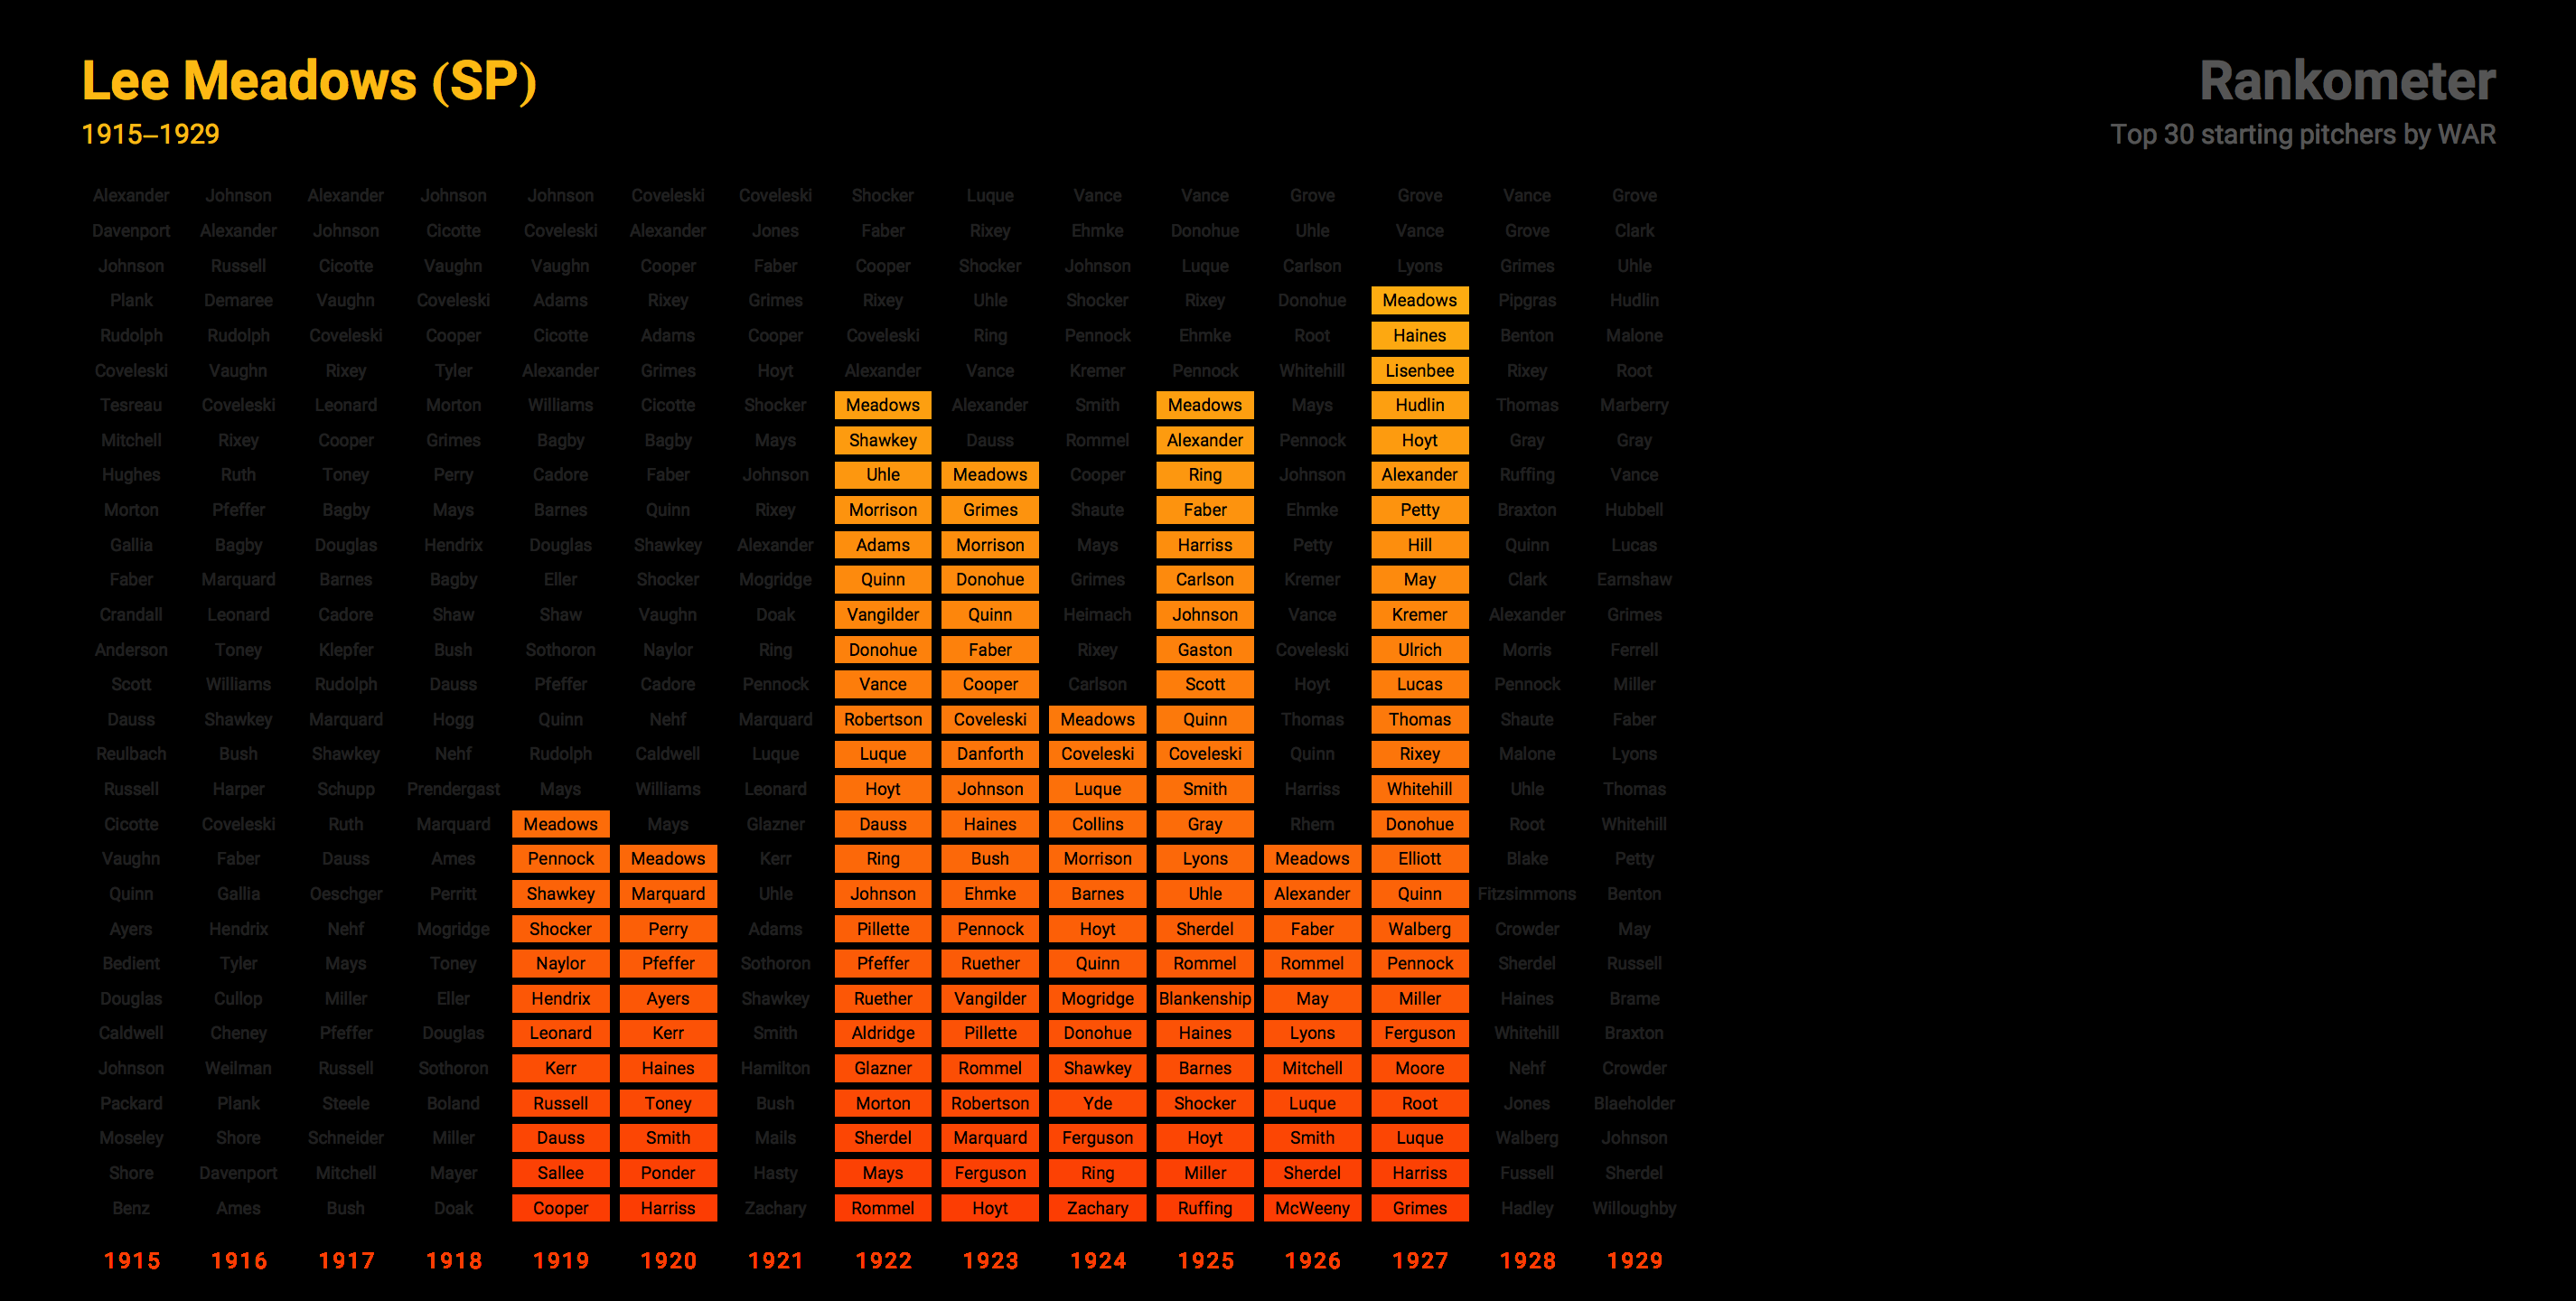 Lee Meadows (SP)
1915–1929
Rankometer
Top 30 starting pitchers by WAR
Alexander Johnson Alexander Johnson Johnson Coveleski Coveleski Shocker Luque Vance Vance Grove Grove Vance Grove
Davenport Alexander Johnson Cicotte Coveleski Alexander Jones Faber Rixey Ehmke Donohue Uhle Vance Grove Clark
Johnson Russell Cicotte Vaughn Vaughn Cooper Faber Cooper Shocker Johnson Luque Carlson Lyons Grimes Uhle
Plank Demaree Vaughn Coveleski Adams Rixey Grimes Rixey Uhle Shocker Rixey Donohue Meadows Pipgras Hudlin
Rudolph Rudolph Coveleski Cooper Cicotte Adams Cooper Coveleski Ring Pennock Ehmke Root Haines Benton Malone
Coveleski Vaughn Rixey Tyler Alexander Grimes Hoyt Alexander Vance Kremer Pennock Whitehill Lisenbee Rixey Root
Tesreau Coveleski Leonard Morton Williams Cicotte Shocker Meadows Alexander Smith Meadows Mays Hudlin Thomas Marberry
Mitchell Rixey Cooper Grimes Bagby Bagby Mays Shawkey Dauss Rommel Alexander Pennock Hoyt Gray Gray
Hughes Ruth Toney Perry Cadore Faber Johnson Uhle Meadows Cooper Ring Johnson Alexander Ruffing Vance
Morton Pfeffer Bagby Mays Barnes Quinn Rixey Morrison Grimes Shaute Faber Ehmke Petty Braxton Hubbell
Gallia Bagby Douglas Hendrix Douglas Shawkey Alexander Adams Morrison Mays Harriss Petty Hill Quinn Lucas
Faber Marquard Barnes Bagby Eller Shocker Mogridge Quinn Donohue Grimes Carlson Kremer May Clark Earnshaw
Crandall Leonard Cadore Shaw Shaw Vaughn Doak Vangilder Quinn Heimach Johnson Vance Kremer Alexander Grimes
Anderson Toney Klepfer Bush Sothoron Naylor Ring Donohue Faber Rixey Gaston Coveleski Ulrich Morris Ferrell
Scott Williams Rudolph Dauss Pfeffer Cadore Pennock Vance Cooper Carlson Scott Hoyt Lucas Pennock Miller
Dauss Shawkey Marquard Hogg Quinn Nehf Marquard Robertson Coveleski Meadows Quinn Thomas Thomas Shaute Faber
Reulbach Bush Shawkey Nehf Rudolph Caldwell Luque Luque Danforth Coveleski Coveleski Quinn Rixey Malone Lyons
Russell Harper Schupp Prendergast Mays Williams Leonard Hoyt Johnson Luque Smith Harriss Whitehill Uhle Thomas
Cicotte Coveleski Ruth Marquard Meadows Mays Glazner Dauss Haines Collins Gray Rhem Donohue Root Whitehill
Vaughn Faber Dauss Ames Pennock Meadows Kerr Ring Bush Morrison Lyons Meadows Elliott Blake Petty
Quinn Gallia Oeschger Perritt Shawkey Marquard Uhle Johnson Ehmke Barnes Uhle Alexander Quinn Fitzsimmons Benton
Ayers Hendrix Nehf Mogridge Shocker Perry Adams Pillette Pennock Hoyt Sherdel Faber Walberg Crowder May
Bedient Tyler Mays Toney Naylor Pfeffer Sothoron Pfeffer Ruether Quinn Rommel Rommel Pennock Sherdel Russell
Douglas Cullop Miller Eller Hendrix Ayers Shawkey Ruether Vangilder Mogridge Blankenship May Miller Haines Brame
Caldwell Cheney Pfeffer Douglas Leonard Kerr Smith Aldridge Pillette Donohue Haines Lyons Ferguson Whitehill Braxton
Johnson Weilman Russell Sothoron Kerr Haines Hamilton Glazner Rommel Shawkey Barnes Mitchell Moore Nehf Crowder
Packard Plank Steele Boland Russell Toney Bush Morton Robertson Yde Shocker Luque Root Jones Blaeholder
Moseley Shore Schneider Miller Dauss Smith Mails Sherdel Marquard Ferguson Hoyt Smith Luque Walberg Johnson
Shore Davenport Mitchell Mayer Sallee Ponder Hasty Mays Ferguson Ring Miller Sherdel Harriss Fussell Sherdel
Benz Ames Bush Doak Cooper Harriss Zachary Rommel Hoyt Zachary Ruffing McWeeny Grimes Hadley Willoughby
1915 1916 1917 1918 1919 1920 1921 1922 1923 1924 1925 1926 1927 1928 1929